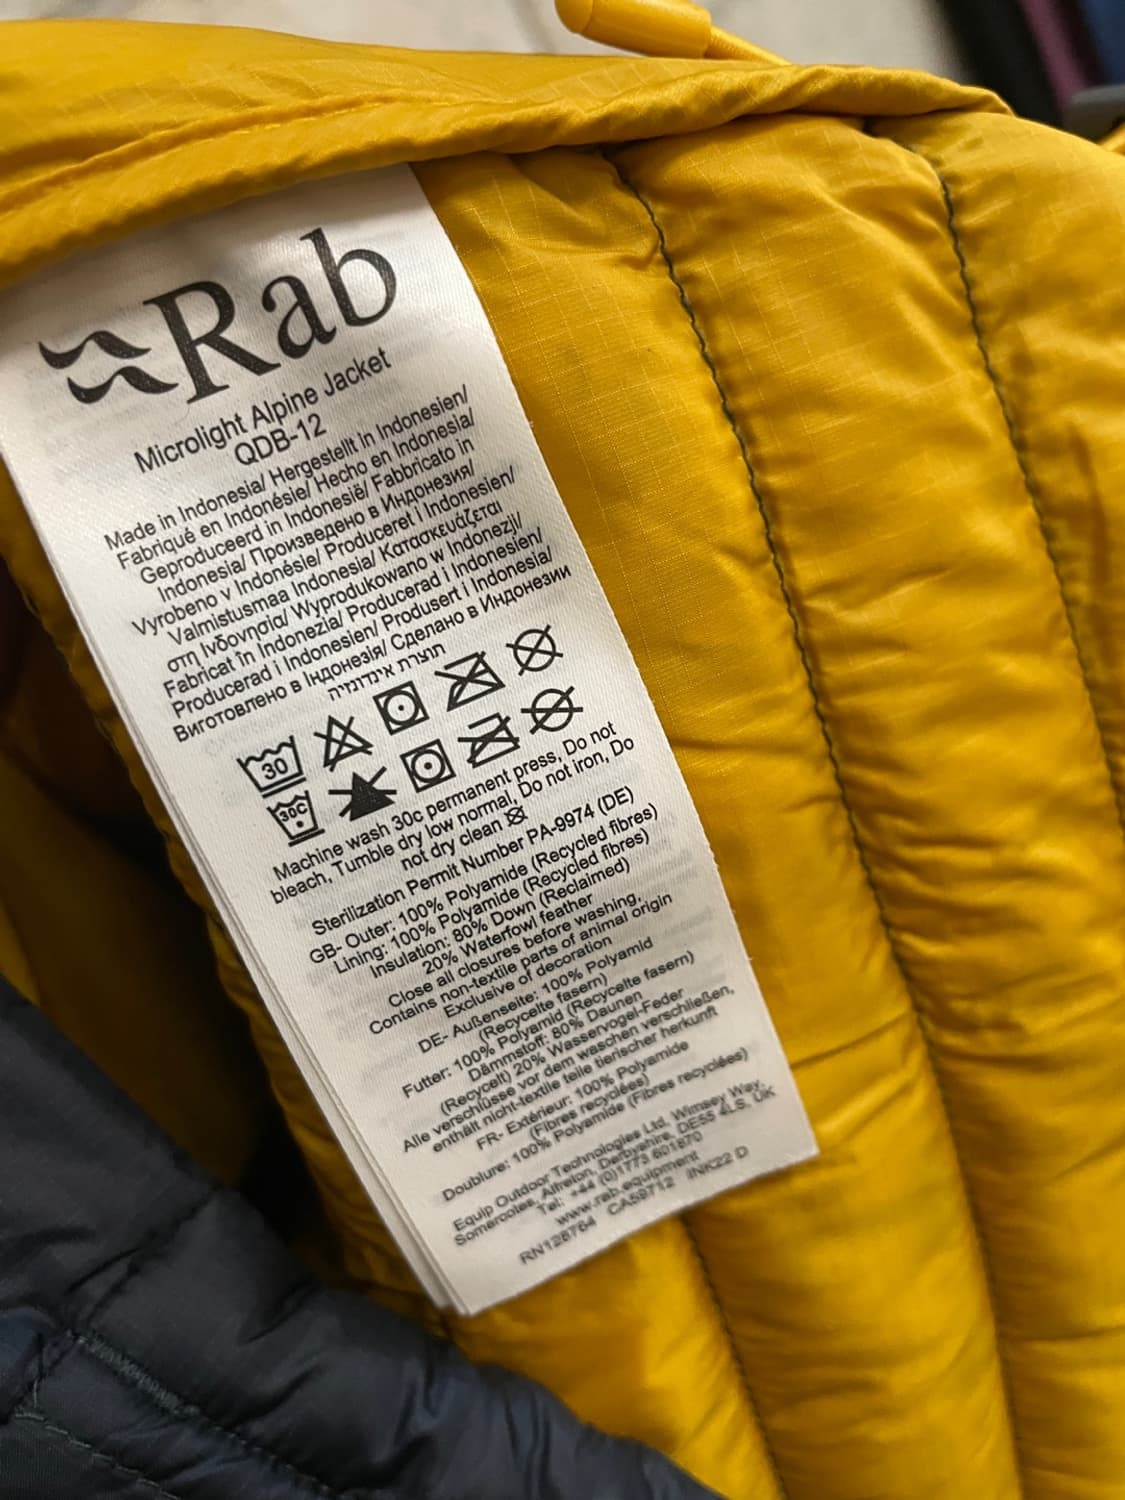 Rab
Microlight Alpine Jacket
QDB-12
Made in Indonesia/ Hergestellt in Indonesien/
Fabriqué en Indonésie/ Hecho en Indonesia/
Geproduceerd in Indonesië/ Fabbricato in
Indonesia/ Произведено в Индонезия/
Vyrobeno v Indonésie/ Produceret i Indonesien/
Valmistusmaa Indonesia/ Κατασκευάζεται
στη Ινδονησία/ Wyprodukowano w Indonezji/
Fabricat în Indonezia/ Producerad i Indonesien/
Producerad i Indonesien/ Produsert i Indonesia/
Виготовлено в Індонезія/ Сделано в Индонезии
תוצרת אינדונזיה
30
30C
Machine wash 30c permanent press, Do not
bleach, Tumble dry low normal, Do not iron, Do
not dry clean
Sterilization Permit Number PA-9974 (DE)
GB- Outer: 100% Polyamide (Recycled fibres)
Lining: 100% Polyamide (Recycled fibres)
Insulation: 80% Down (Reclaimed)
20% Waterfowl feather
Close all closures before washing,
Contains non-textile parts of animal origin
Exclusive of decoration
DE- Außenseite: 100% Polyamid
(Recycelte fasern)
Futter: 100% Polyamid (Recycelte fasern)
Dämmstoff: 80% Daunen
(Recycelt) 20% Wasservogel-Feder
Alle verschlüsse vor dem waschen verschließen,
enthält nicht-textile teile tierischer herkunft
FR- Extérieur: 100% Polyamide
(Fibres recyclées)
Doublure: 100% Polyamide (Fibres recyclées)
Equip Outdoor Technologies Ltd, Wimsey Way,
Somercotes, Alfreton, Derbyshire, DE55 4LS, UK
Tel: +44 (0)1773 601870
www.rab.equipment
RN128764 CA59712 INK22 D